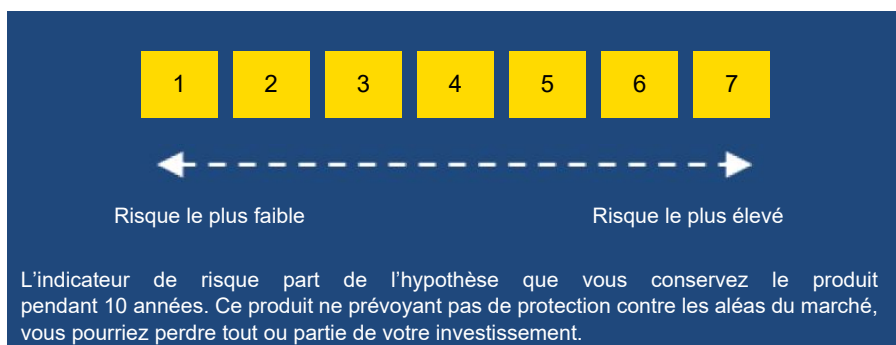 1 2 3 4 5 6 7
Risque le plus faible Risque le plus élevé
L’indicateur de risque part de l’hypothèse que vous conservez le produit
pendant 10 années. Ce produit ne prévoyant pas de protection contre les aléas du marché,
vous pourriez perdre tout ou partie de votre investissement.